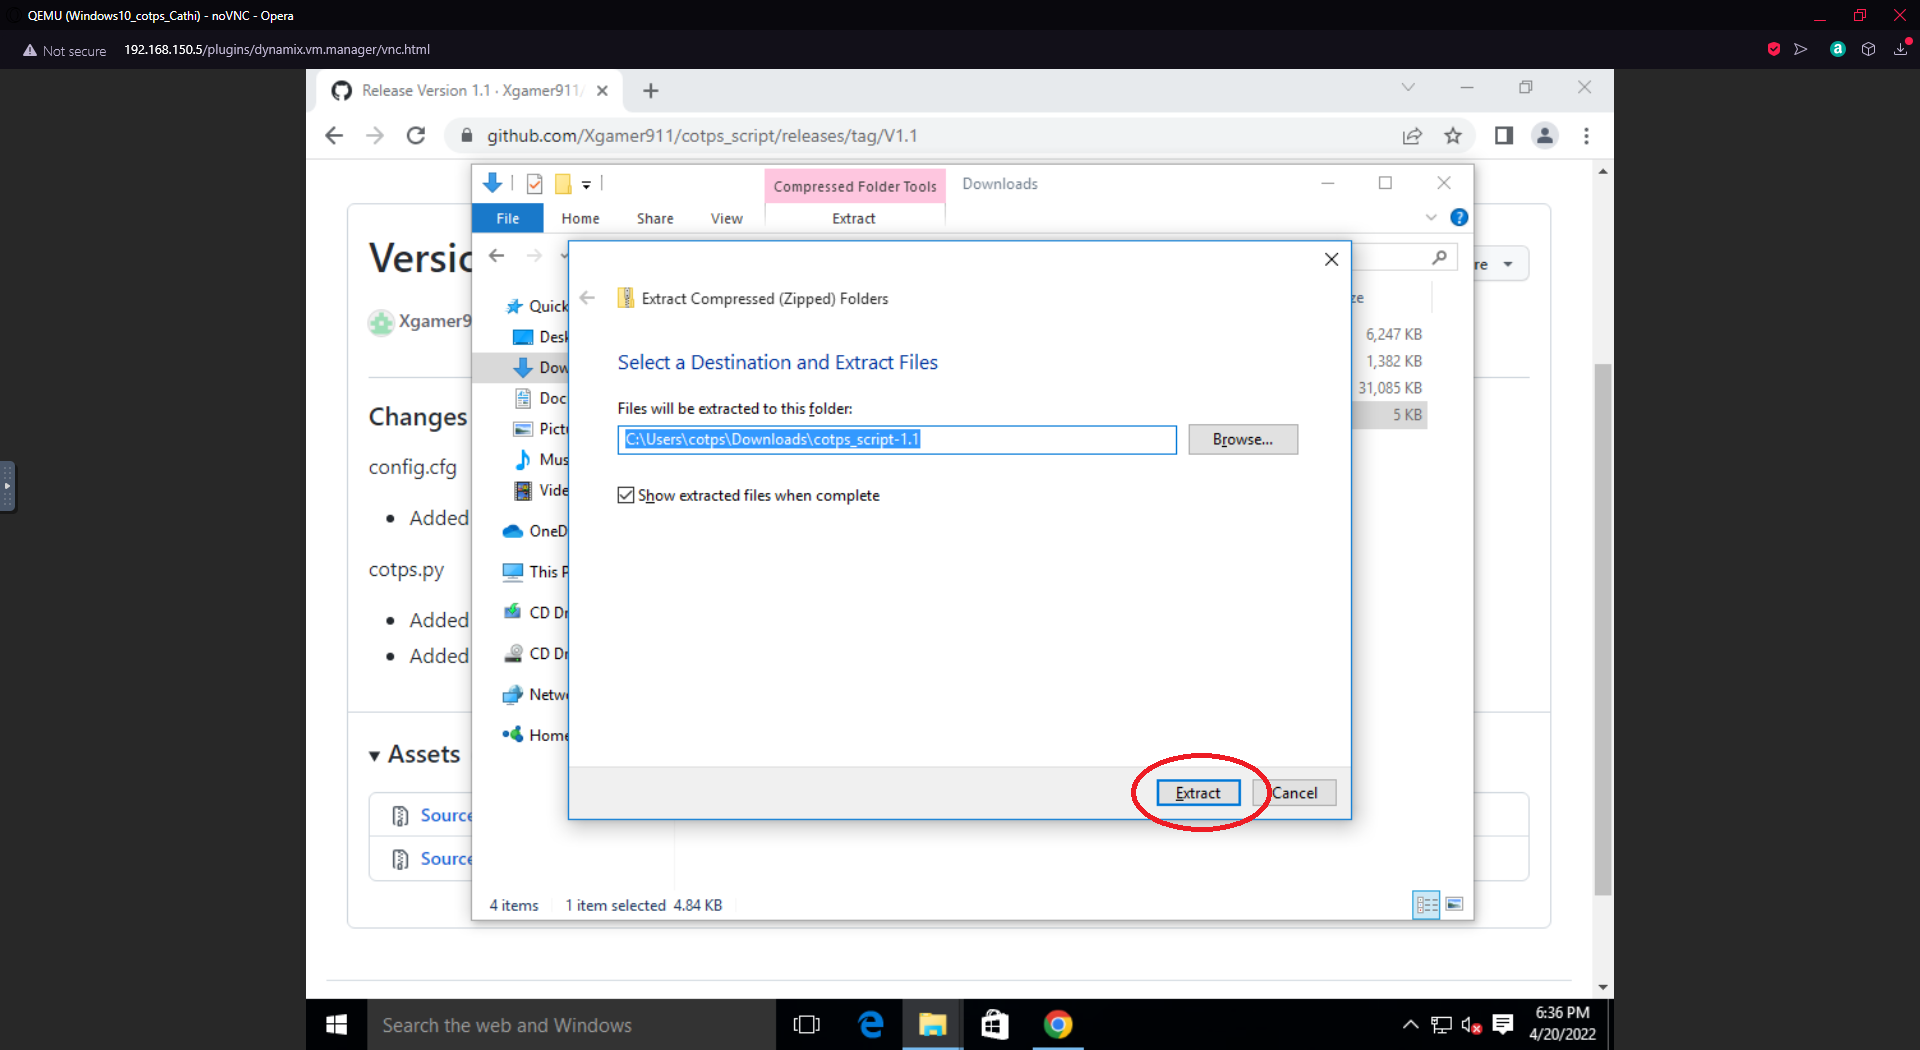 QEMU (Windows10_cotps_Cathi) - noVNC - Opera
Not secure 192.168.150.5/plugins/dynamix.vm.manager/vnc.html
Release Version 1.1 · Xgamer911/
github.com/Xgamer911/cotps_script/releases/tag/V1.1
Compressed Folder Tools Downloads
File Home Share View Extract
Versic
re
Xgamer9
Changes
config.cfg
Added
cotps.py
Added
Added
Assets
Source
Source
Quick
Desk
Dow
Doc
Pictu
Mus
Vide
OneD
This P
CD Dr
CD Dr
Netwo
Home
ze
6,247 KB
1,382 KB
31,085 KB
5 KB
Extract Compressed (Zipped) Folders
Select a Destination and Extract Files
Files will be extracted to this folder:
C:\Users\cotps\Downloads\cotps_script-1.1
Browse...
Show extracted files when complete
Extract Cancel
4 items 1 item selected 4.84 KB
Search the web and Windows
6:36 PM
4/20/2022